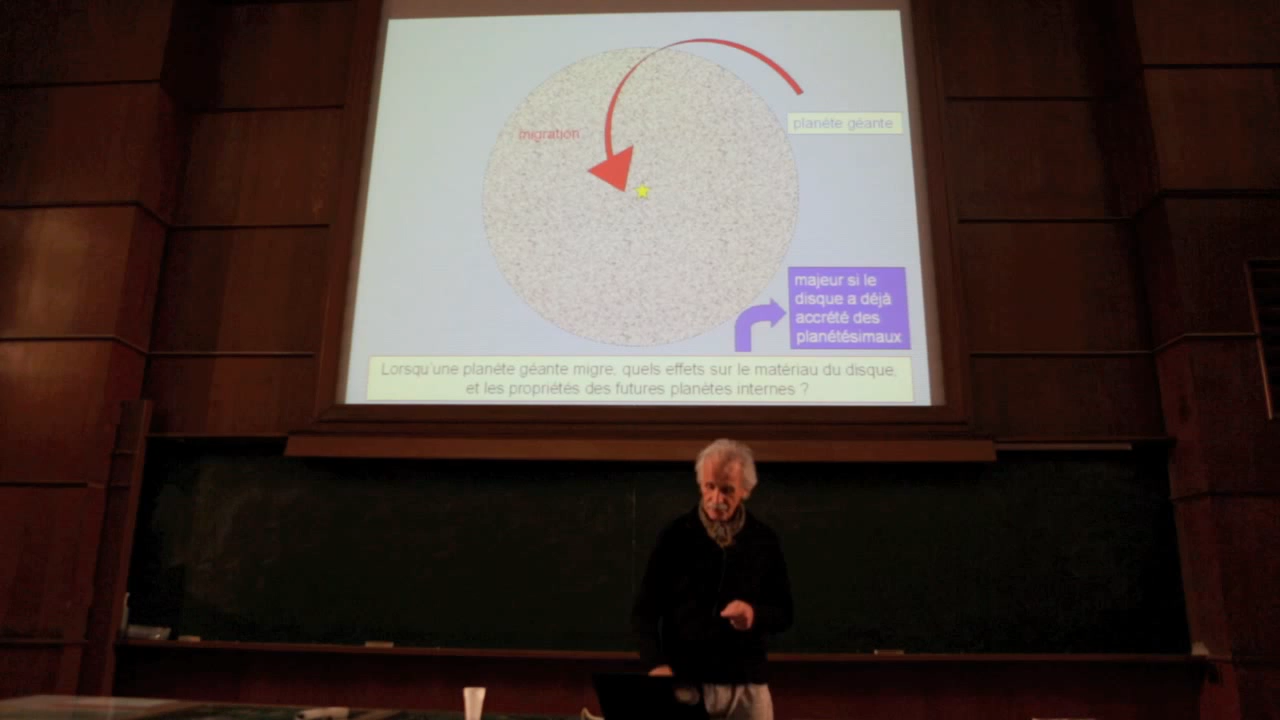 migration
planète géante
majeur si le
disque a déjà
accrété des
planétésimaux
Lorsqu'une planète géante migre, quels effets sur le matériau du disque,
et les propriétés des futures planètes internes ?